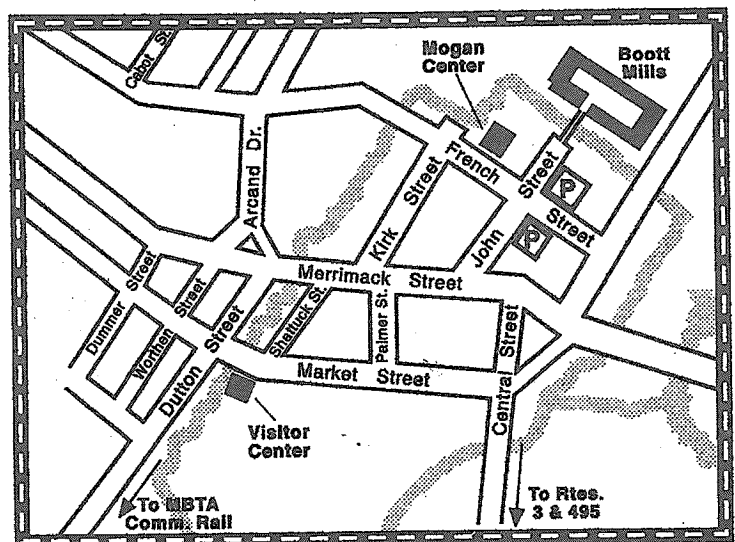 Cabot St.
Mogan
Center
Boott
Mills
Arcand Dr.
Kirk Street
French Street
John Street
P
P
Merrimack Street
Dummer Street
Worthen Street
Dutton Street
Shattuck St.
Palmer St.
Central Street
Market Street
Visitor
Center
To MBTA
Comm. Rail
To Rtes.
3 & 495